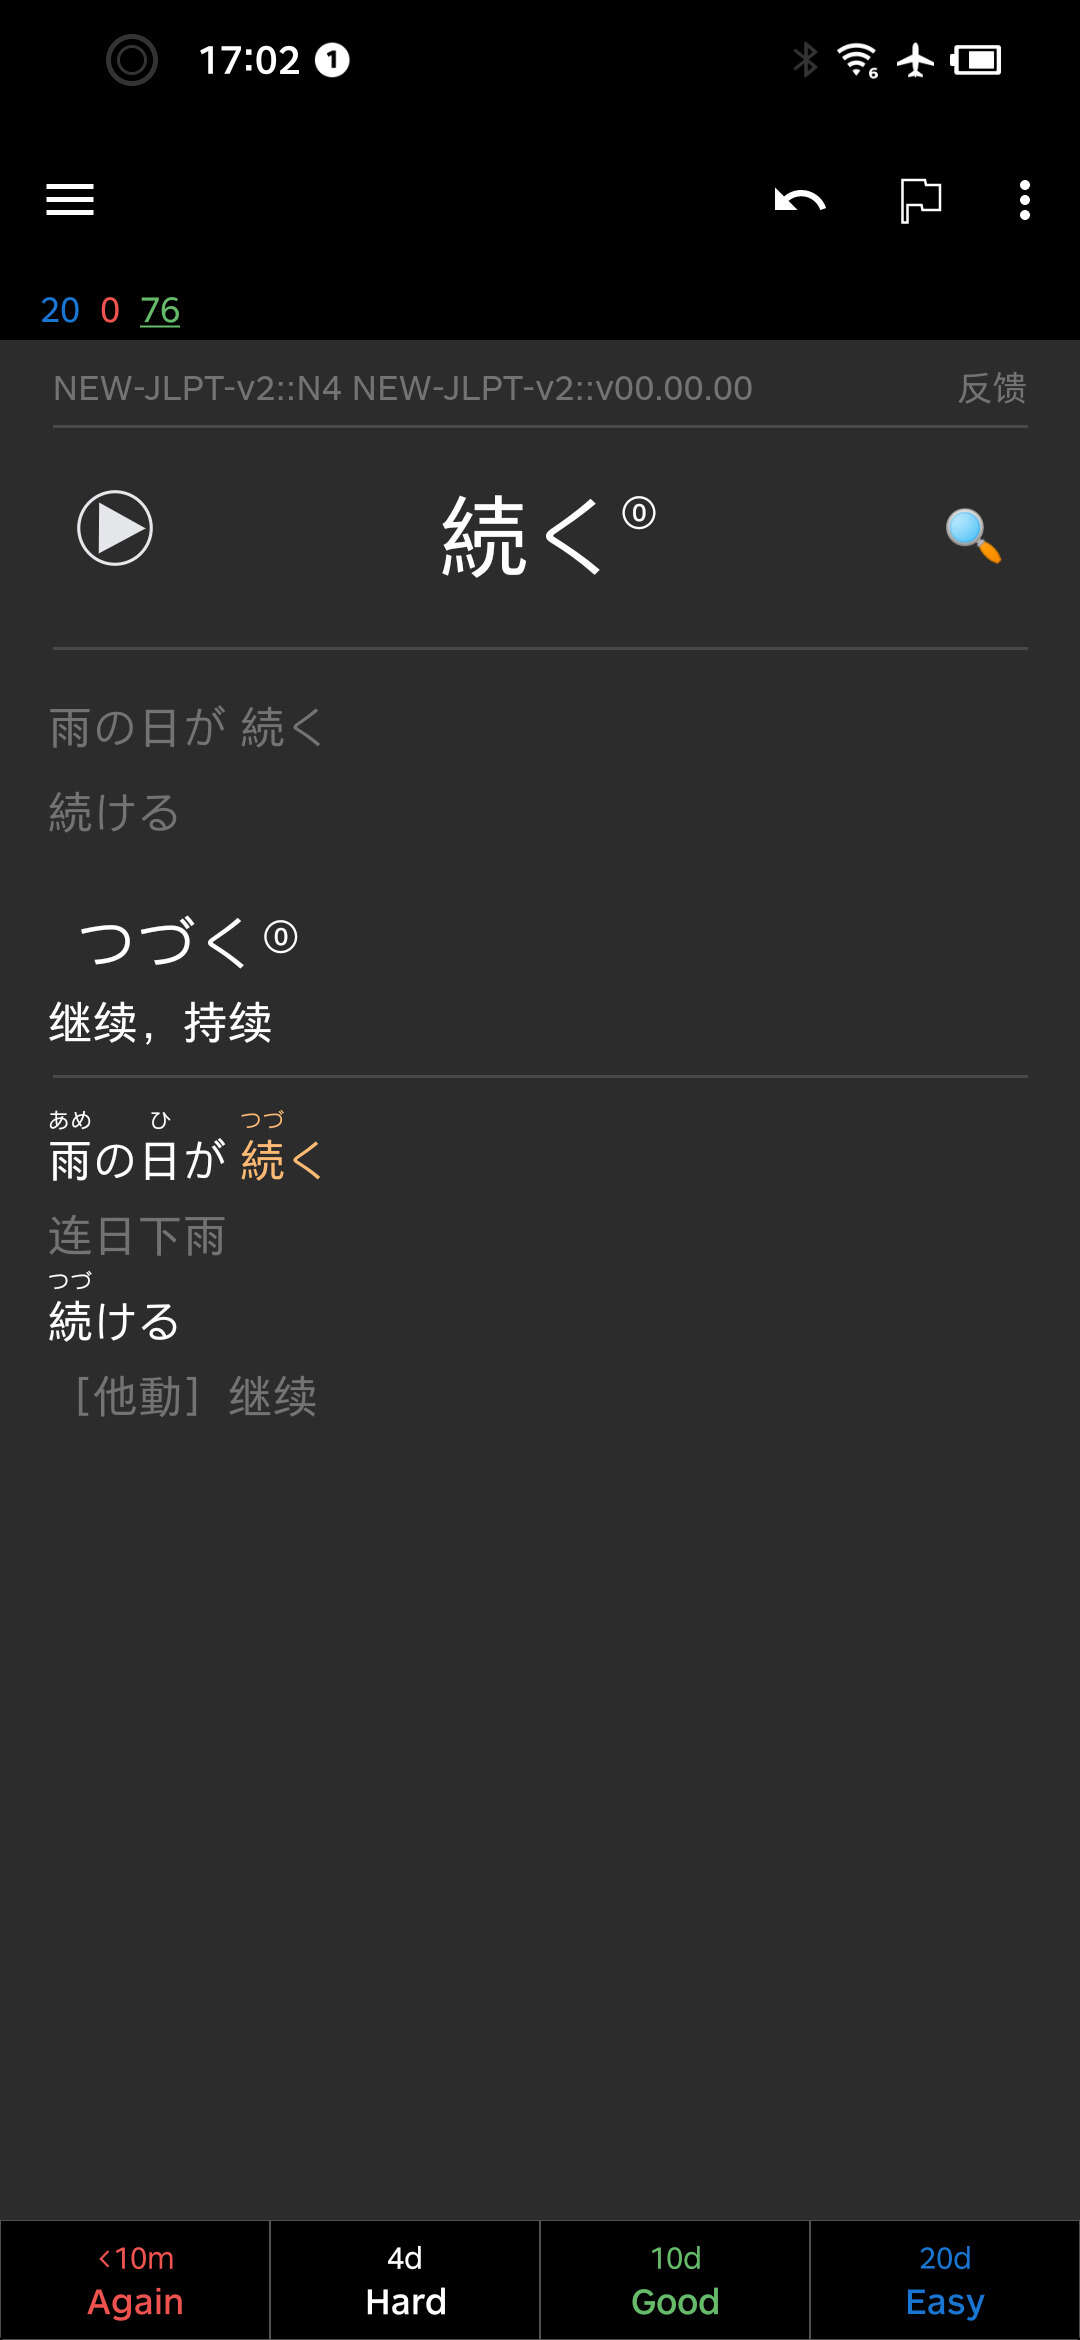 17:02 1
6
20 0 76
NEW-JLPT-v2::N4 NEW-JLPT-v2::v00.00.00 反馈
続く⓪
雨の日が 続く
続ける
つづく⓪
继续，持续
あめ ひ つづ
雨の日が 続く
连日下雨
つづ
続ける
［他動］继续
<10m 4d 10d 20d
Again Hard Good Easy